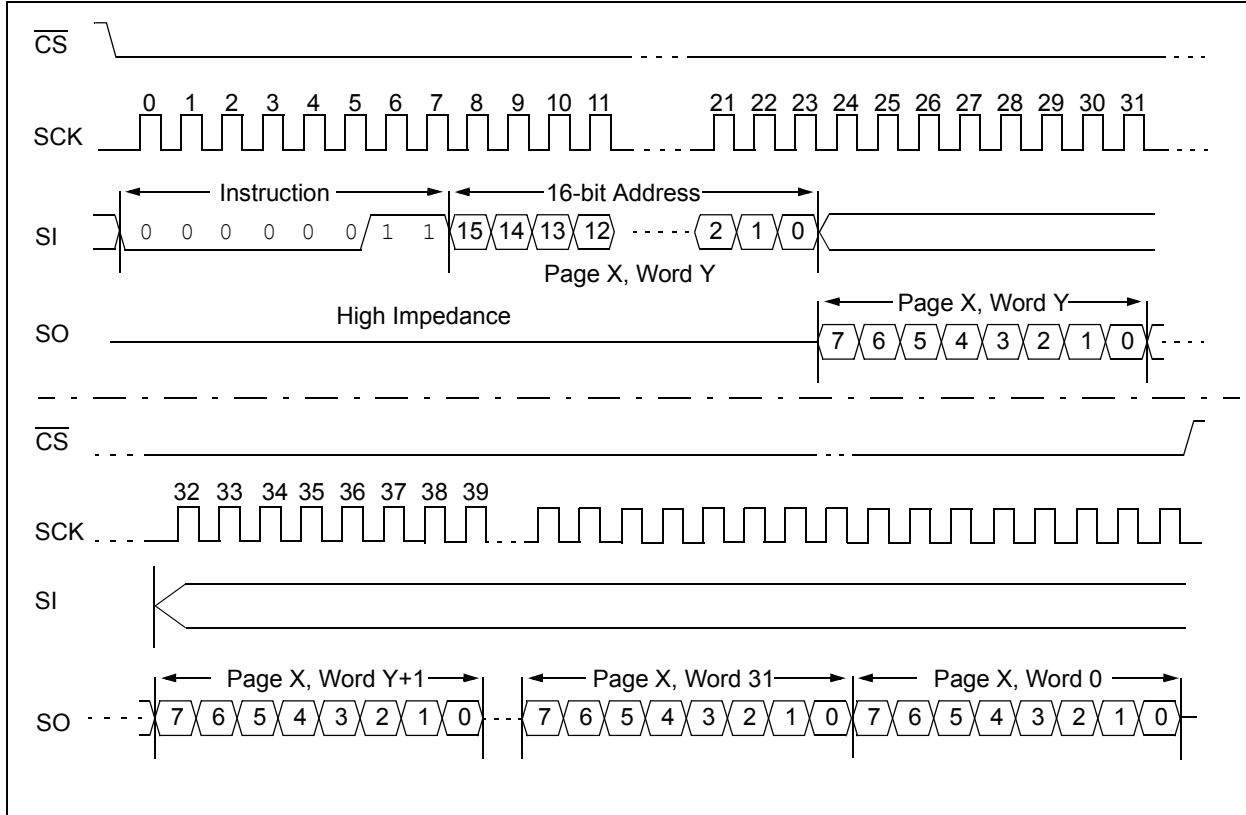 CS
0 1 2 3 4 5 6 7 8 9 10 11 21 22 23 24 25 26 27 28 29 30 31
SCK
Instruction 16-bit Address
SI 0 0 0 0 0 0 1 1 15 14 13 12 2 1 0
Page X, Word Y
High Impedance Page X, Word Y
SO 7 6 5 4 3 2 1 0
CS
32 33 34 35 36 37 38 39
SCK
SI
Page X, Word Y+1 Page X, Word 31 Page X, Word 0
SO 7 6 5 4 3 2 1 0 7 6 5 4 3 2 1 0 7 6 5 4 3 2 1 0